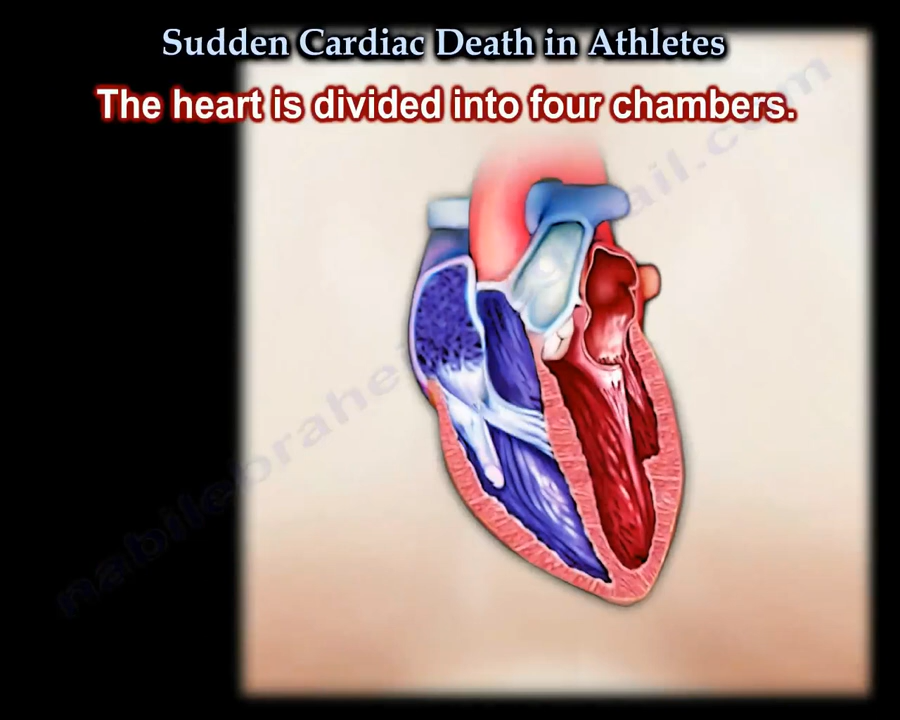 Sudden Cardiac Death in Athletes
The heart is divided into four chambers.